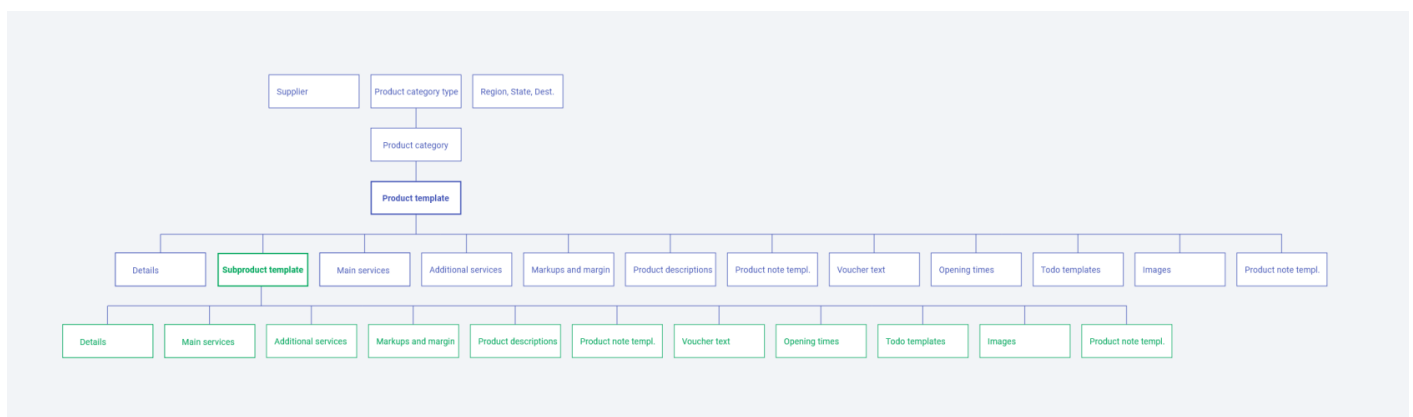 Supplier
Product category type
Region, State, Dest.
Product category
Product template
Details
Subproduct template
Main services
Additional services
Markups and margin
Product descriptions
Product note templ.
Voucher text
Opening times
Todo templates
Images
Product note templ.
Details
Main services
Additional services
Markups and margin
Product descriptions
Product note templ.
Voucher text
Opening times
Todo templates
Images
Product note templ.